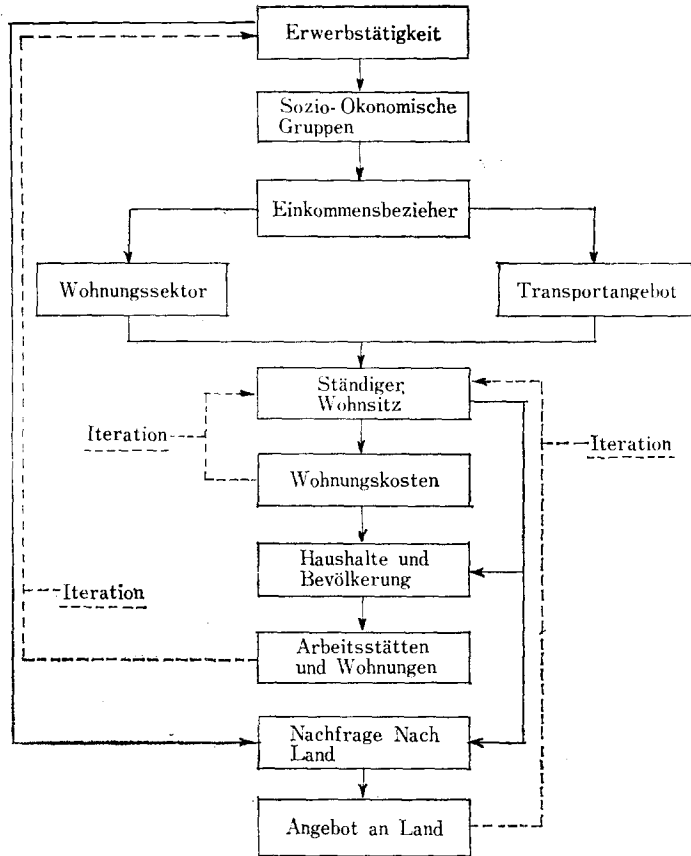 Erwerbstätigkeit
Sozio-Okonomische
Gruppen
Einkommensbezieher
Wohnungssektor
Transportangebot
Ständiger
Wohnsitz
Iteration
Iteration
Wohnungskosten
Haushalte und
Bevölkerung
Iteration
Arbeitsstätten
und Wohnungen
Nachfrage Nach
Land
Angebot an Land